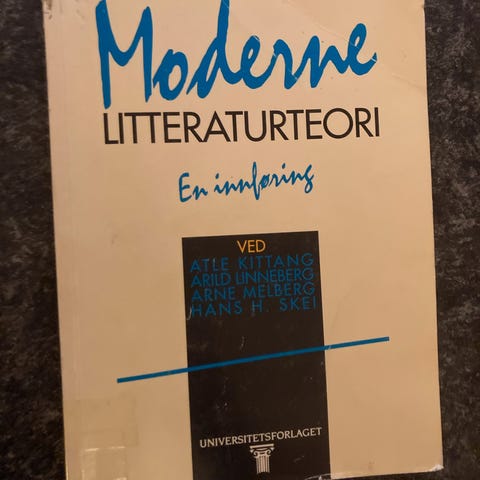 Moderne
LITTERATURTEORI
En innføring
VED
ATLE KITTANG
ARILD LINNEBERG
ARNE MELBERG
HANS H. SKEI
UNIVERSITETSFORLAGET